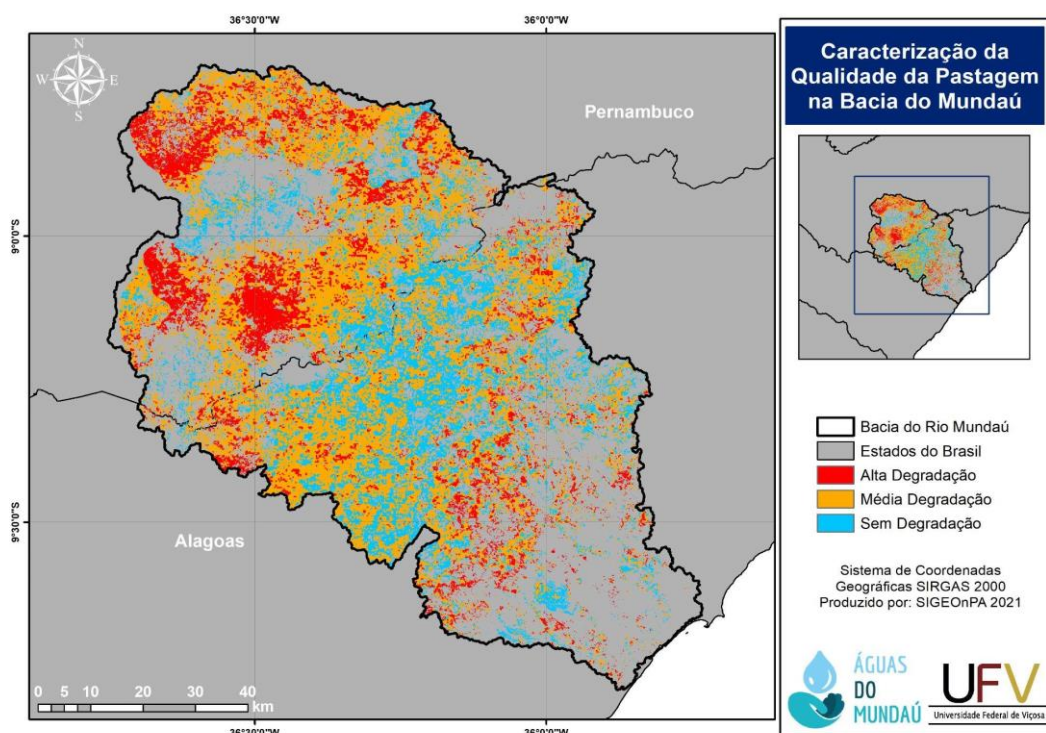 36°30'0"W
36°0'0"W
N
W
E
S
Pernambuco
9°0'0"S
9°30'0"S
Alagoas
0 5 10 20 30 40
km
36°30'0"W
36°0'0"W
Caracterização da
Qualidade da Pastagem
na Bacia do Mundaú
Bacia do Rio Mundaú
Estados do Brasil
Alta Degradação
Média Degradação
Sem Degradação
Sistema de Coordenadas
Geográficas SIRGAS 2000
Produzido por: SIGEOnPA 2021
ÁGUAS
DO
MUNDAÚ
UFV
Universidade Federal de Viçosa